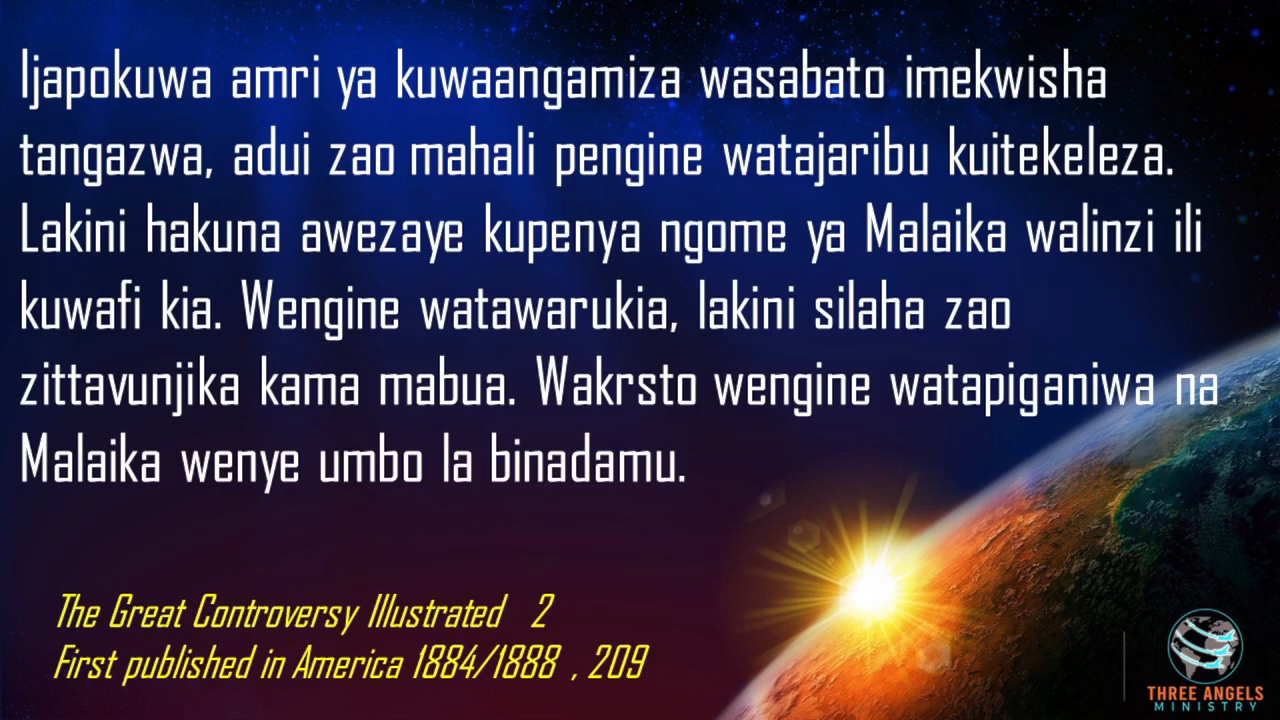 Ijapokuwa amri ya kuwaangamiza wasabato imekwisha
tangazwa, adui zao mahali pengine watajaribu kuitekeleza.
Lakini hakuna awezaye kupenya ngome ya Malaika walinzi ili
kuwafi kia. Wengine watawarukia, lakini silaha zao
zittavunjika kama mabua. Wakrsto wengine watapiganiwa na
Malaika wenye umbo la binadamu.
The Great Controversy Illustrated 2
First published in America 1884/1888 , 209
THREE ANGELS
MINISTRY